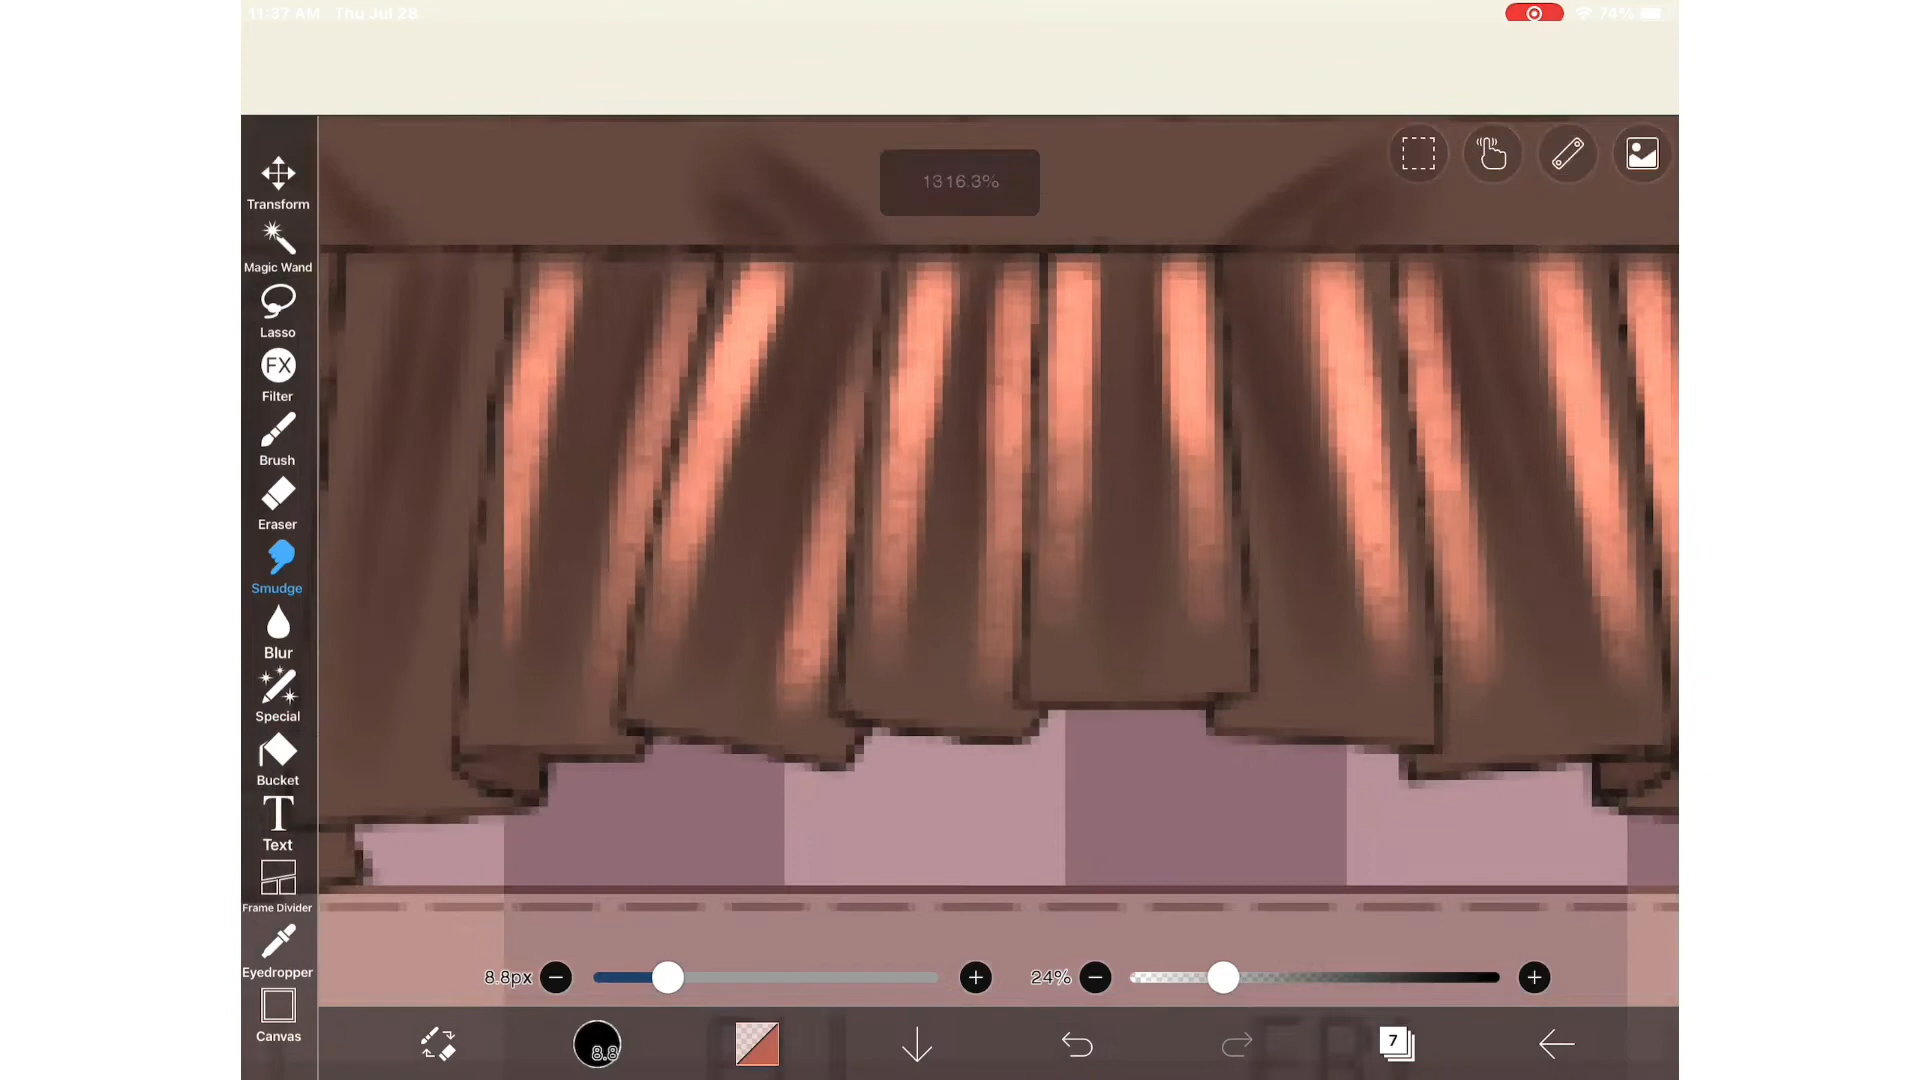 11:37 AM Thu Jul 28
74%
1316.3%
Transform
Magic Wand
Lasso
FX
Filter
Brush
Eraser
Smudge
Blur
Special
Bucket
T
Text
Frame Divider
Eyedropper
Canvas
8.8px
24%
8.8
7